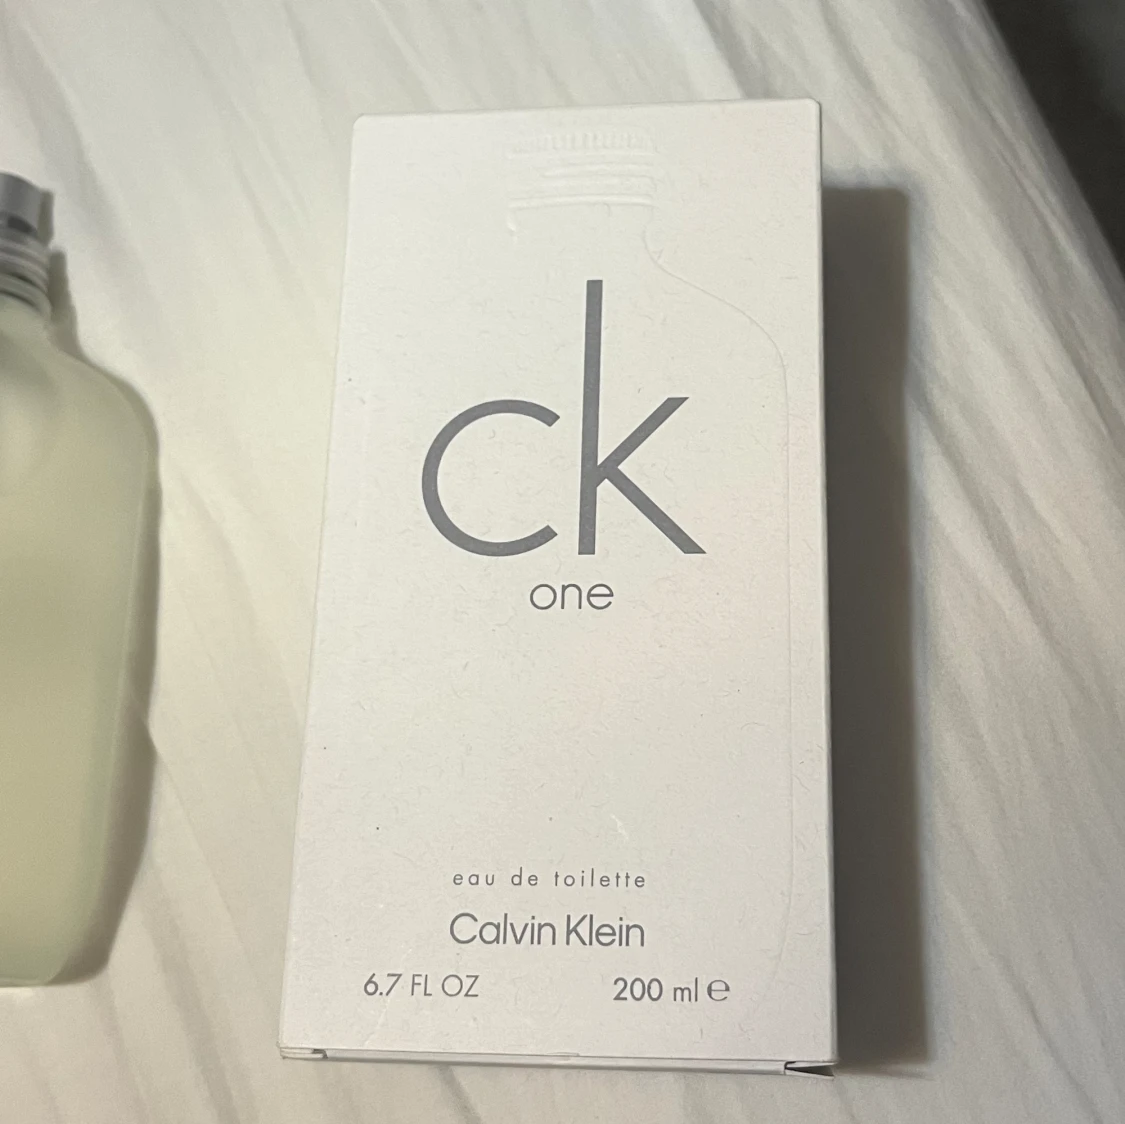 ck
one
eau de toilette
Calvin Klein
6.7 FL OZ 200 ml ℮